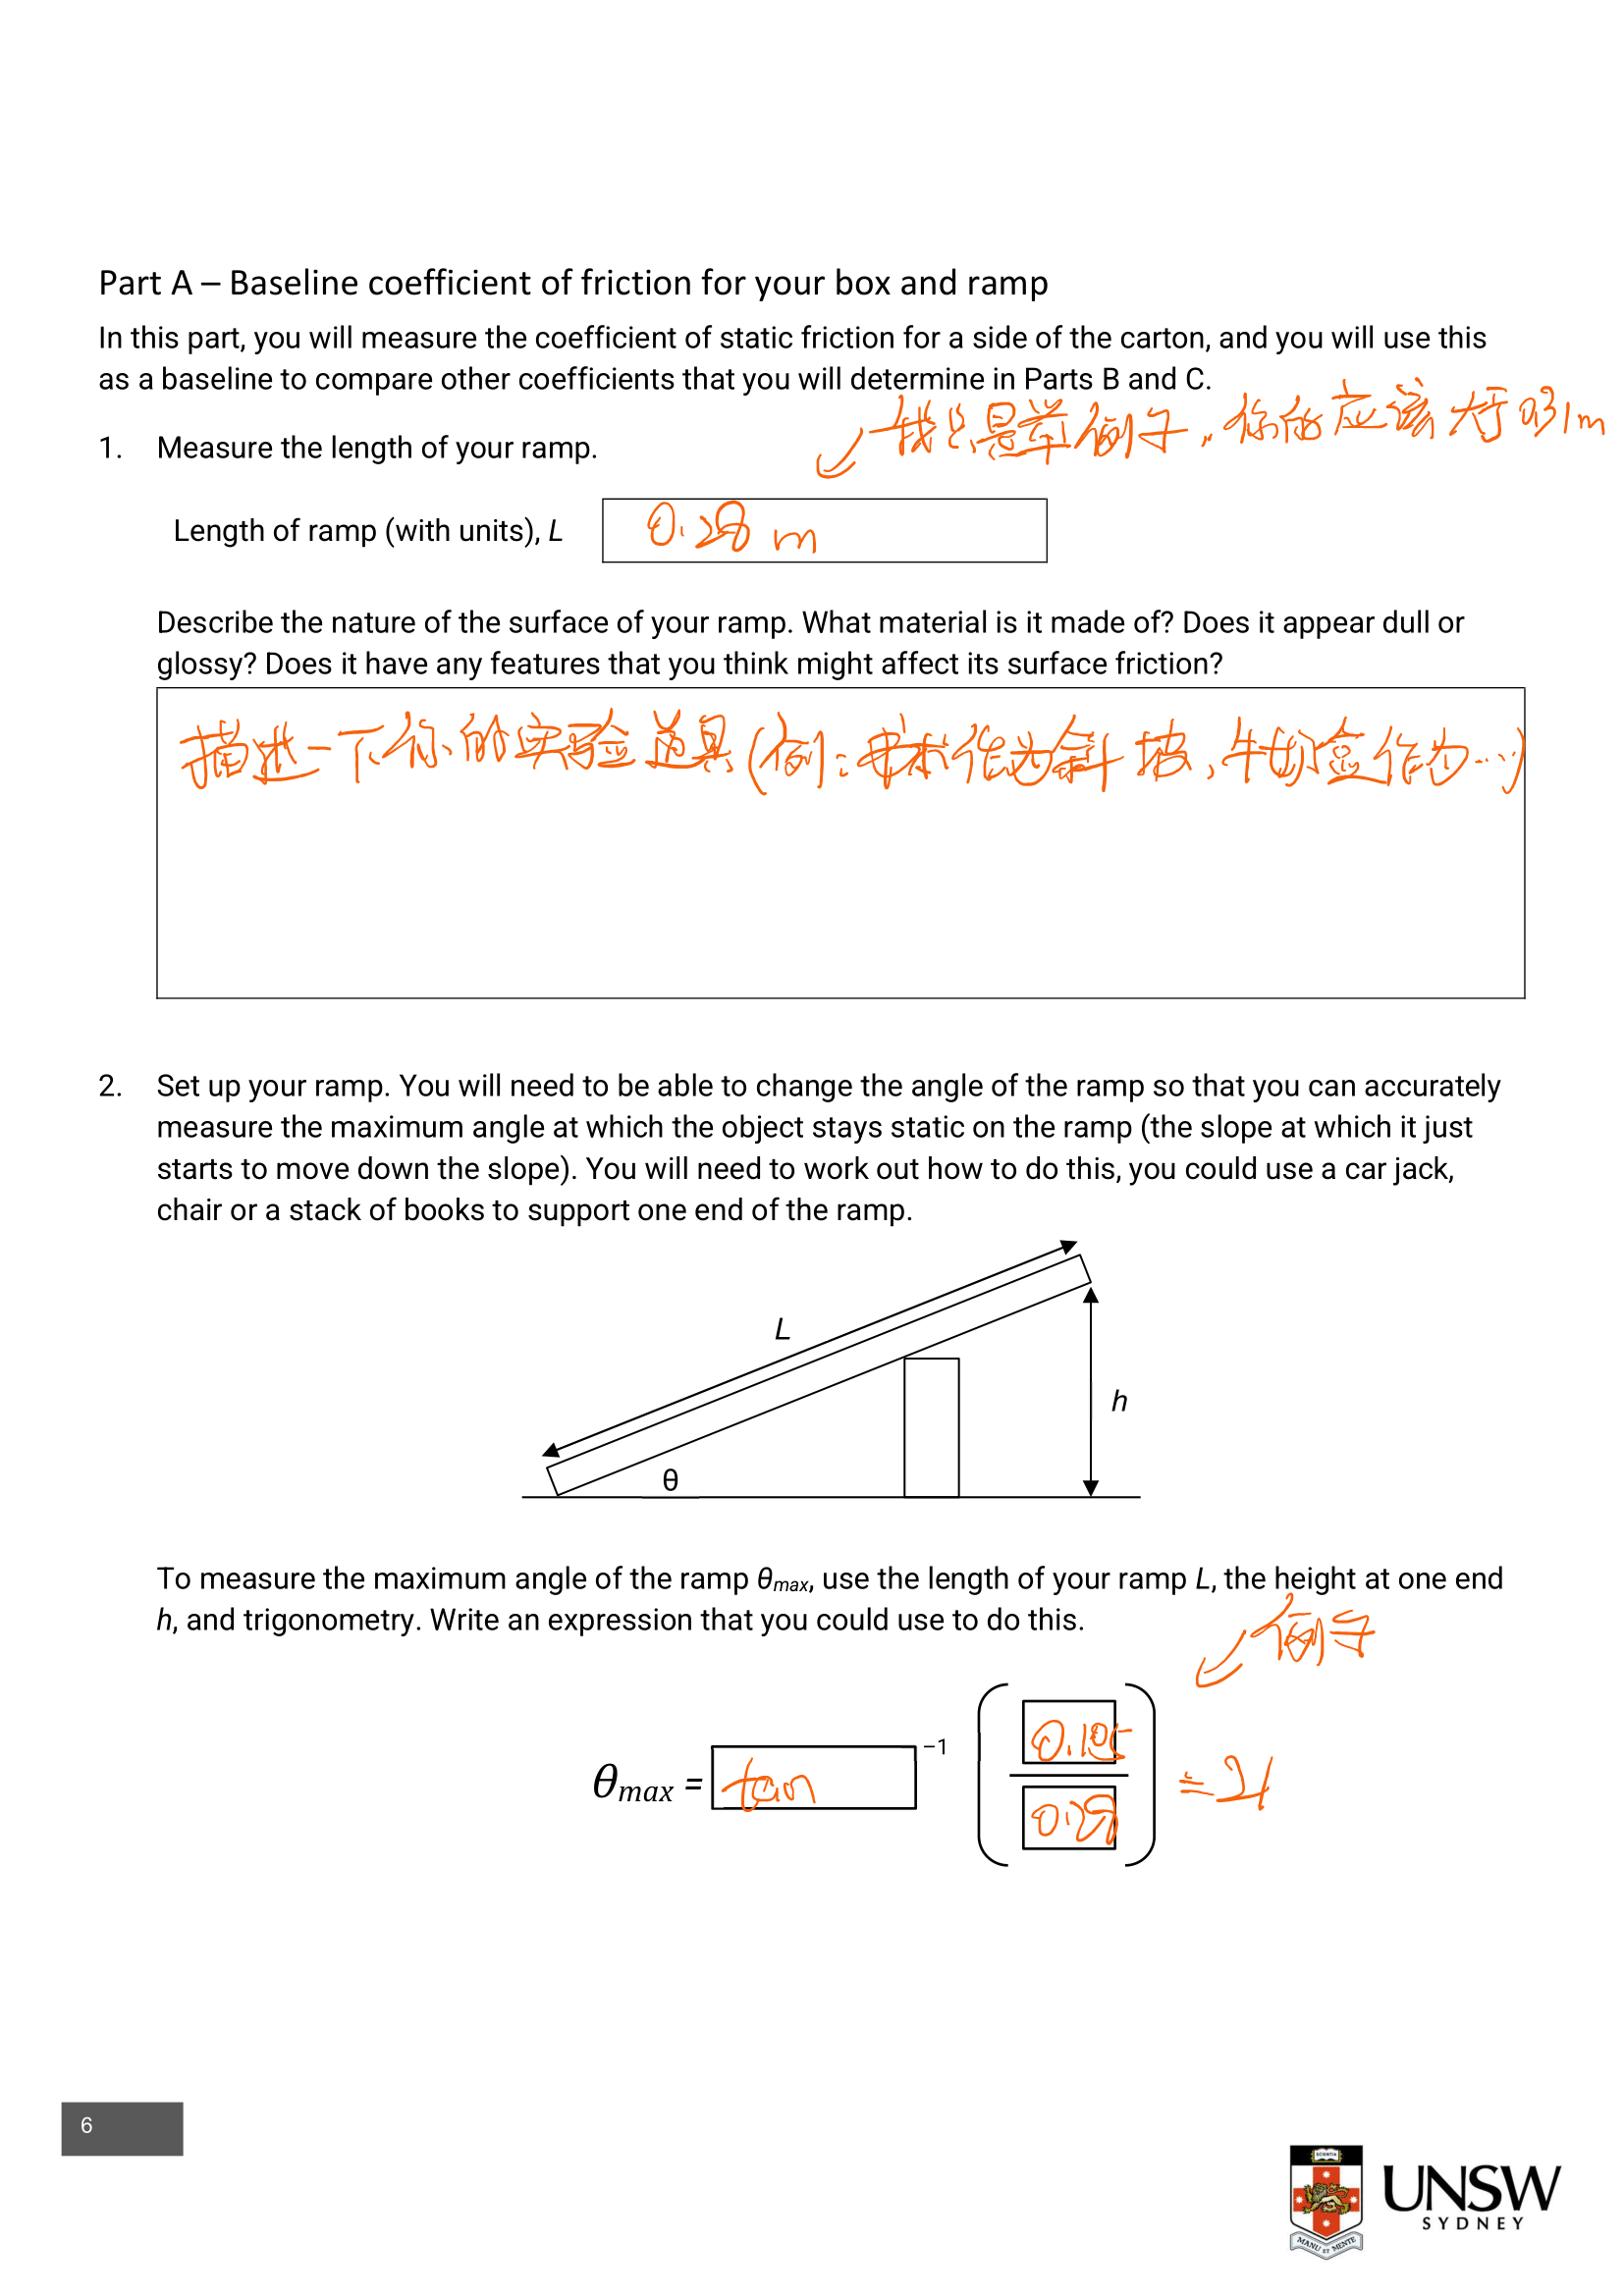 Part A – Baseline coefficient of friction for your box and ramp
In this part, you will measure the coefficient of static friction for a side of the carton, and you will use this
as a baseline to compare other coefficients that you will determine in Parts B and C.
我只是举例子,你的应该大于0.31m
1. Measure the length of your ramp.
Length of ramp (with units), L 0.28 m
Describe the nature of the surface of your ramp. What material is it made of? Does it appear dull or
glossy? Does it have any features that you think might affect its surface friction?
描述一下你的实验道具(例:书本作为斜坡,牛奶盒作为...)
2. Set up your ramp. You will need to be able to change the angle of the ramp so that you can accurately
measure the maximum angle at which the object stays static on the ramp (the slope at which it just
starts to move down the slope). You will need to work out how to do this, you could use a car jack,
chair or a stack of books to support one end of the ramp.
L
h
θ
To measure the maximum angle of the ramp θmax, use the length of your ramp L, the height at one end
h, and trigonometry. Write an expression that you could use to do this.
例子
θmax = tan –1 (0.105 / 0.28) = 21
6
SCIENTIA
MANU ET MENTE
UNSW
SYDNEY